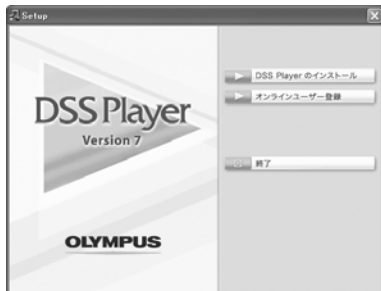 Setup
DSS Player
Version 7
OLYMPUS
DSS Player のインストール
オンラインユーザー登録
終了